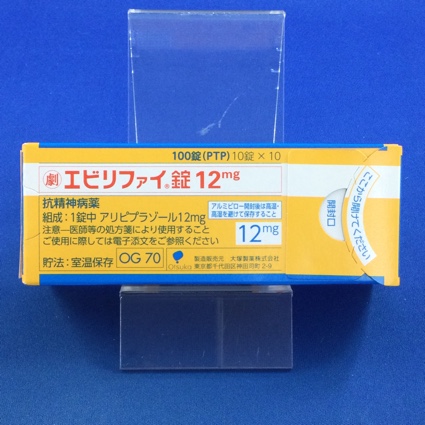 100錠(PTP)10錠×10
劇 エビリファイ®錠12mg
抗精神病薬
組成:1錠中 アリピプラゾール12mg
注意―医師等の処方箋により使用すること
ご使用に際しては電子添文をご参照ください
アルミピロー開封後は高温・
高湿を避けて保存すること
12mg
貯法:室温保存
OG 70
Otsuka
製造販売元 大塚製薬株式会社
東京都千代田区神田司町2-9
開封口
ここから開けてください